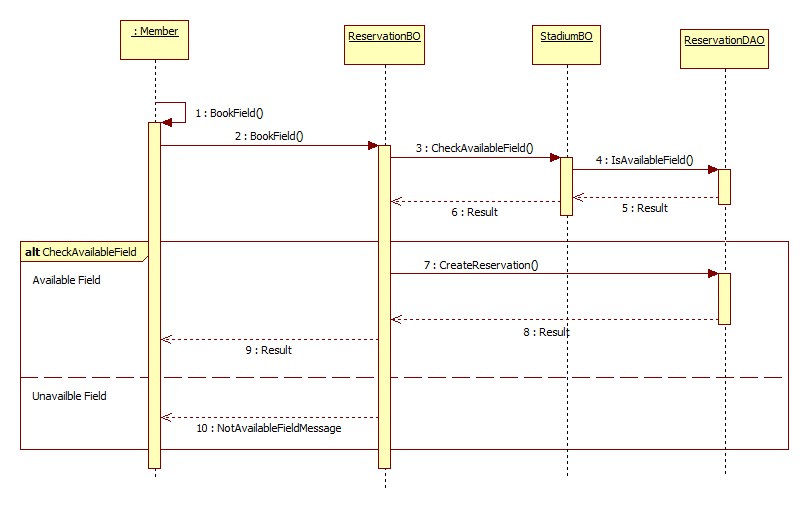 : Member
ReservationBO
StadiumBO
ReservationDAO
1 : BookField()
2 : BookField()
3 : CheckAvailableField()
4 : IsAvailableField()
5 : Result
6 : Result
alt CheckAvailableField
7 : CreateReservation()
Available Field
8 : Result
9 : Result
Unavailble Field
10 : NotAvailableFieldMessage